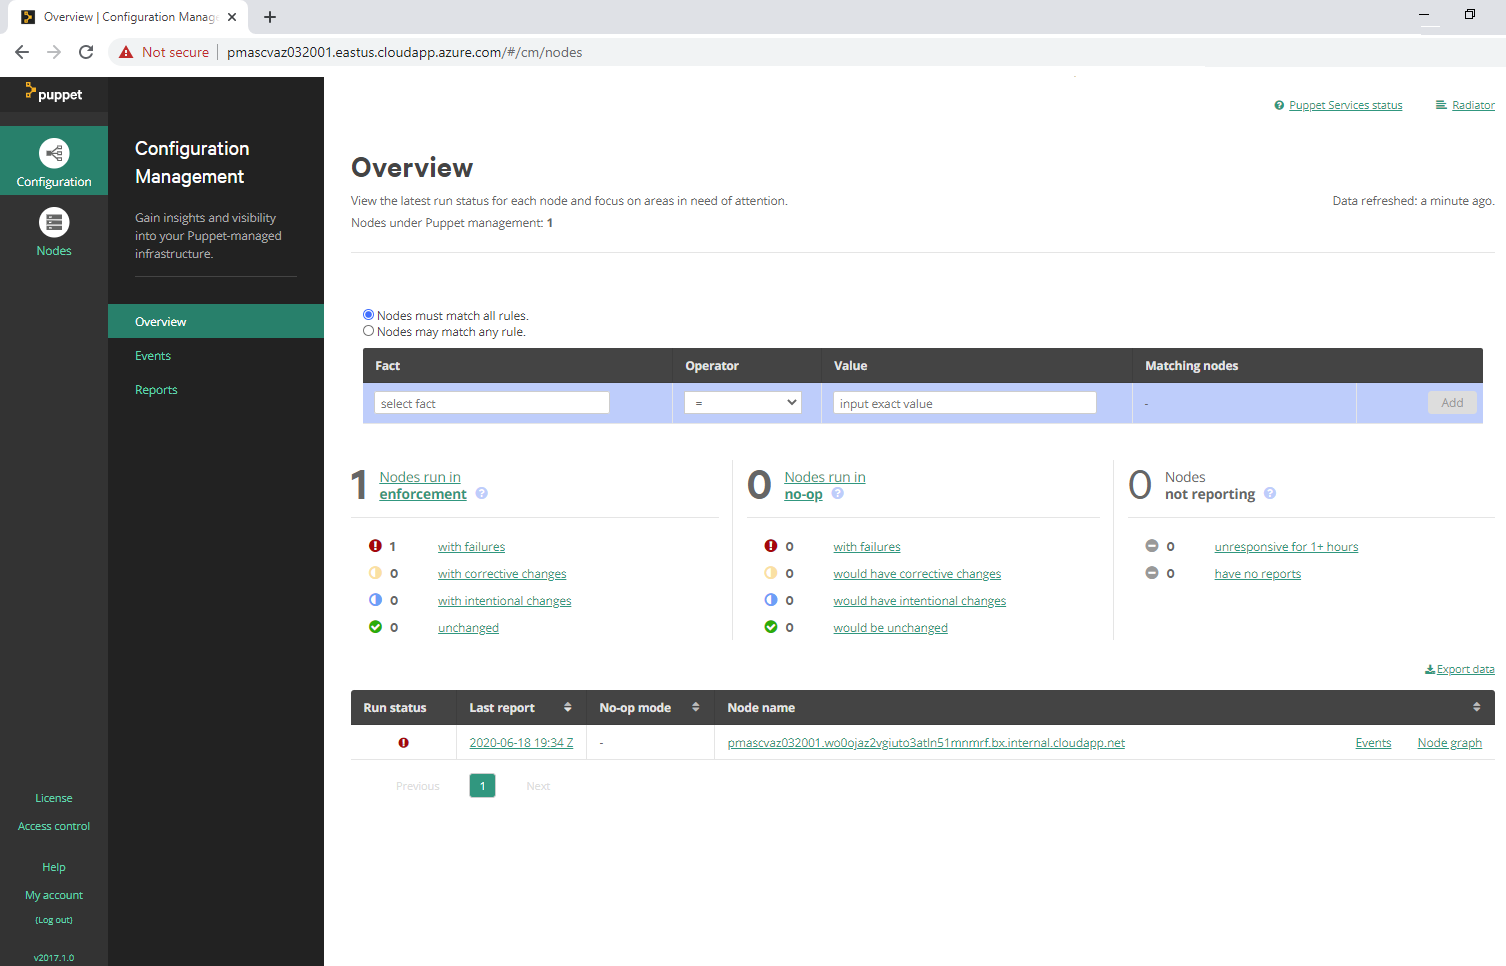 Overview | Configuration Manag
Not secure
pmascvaz032001.eastus.cloudapp.azure.com/#/cm/nodes
puppet
Configuration
Nodes
License
Access control
Help
My account
(Log out)
v2017.1.0
Configuration
Management
Gain insights and visibility
into your Puppet-managed
infrastructure.
Overview
Events
Reports
Puppet Services status
Radiator
Overview
View the latest run status for each node and focus on areas in need of attention.
Data refreshed: a minute ago.
Nodes under Puppet management: 1
Nodes must match all rules.
Nodes may match any rule.
Fact Operator Value Matching nodes
select fact = input exact value - Add
1 Nodes run in
enforcement ?
1 with failures
0 with corrective changes
0 with intentional changes
0 unchanged
0 Nodes run in
no-op ?
0 with failures
0 would have corrective changes
0 would have intentional changes
0 would be unchanged
0 Nodes
not reporting ?
0 unresponsive for 1+ hours
0 have no reports
Export data
Run status Last report No-op mode Node name
2020-06-18 19:34 Z - pmascvaz032001.wo0ojaz2vgiuto3atln51mnmrf.bx.internal.cloudapp.net Events Node graph
Previous 1 Next